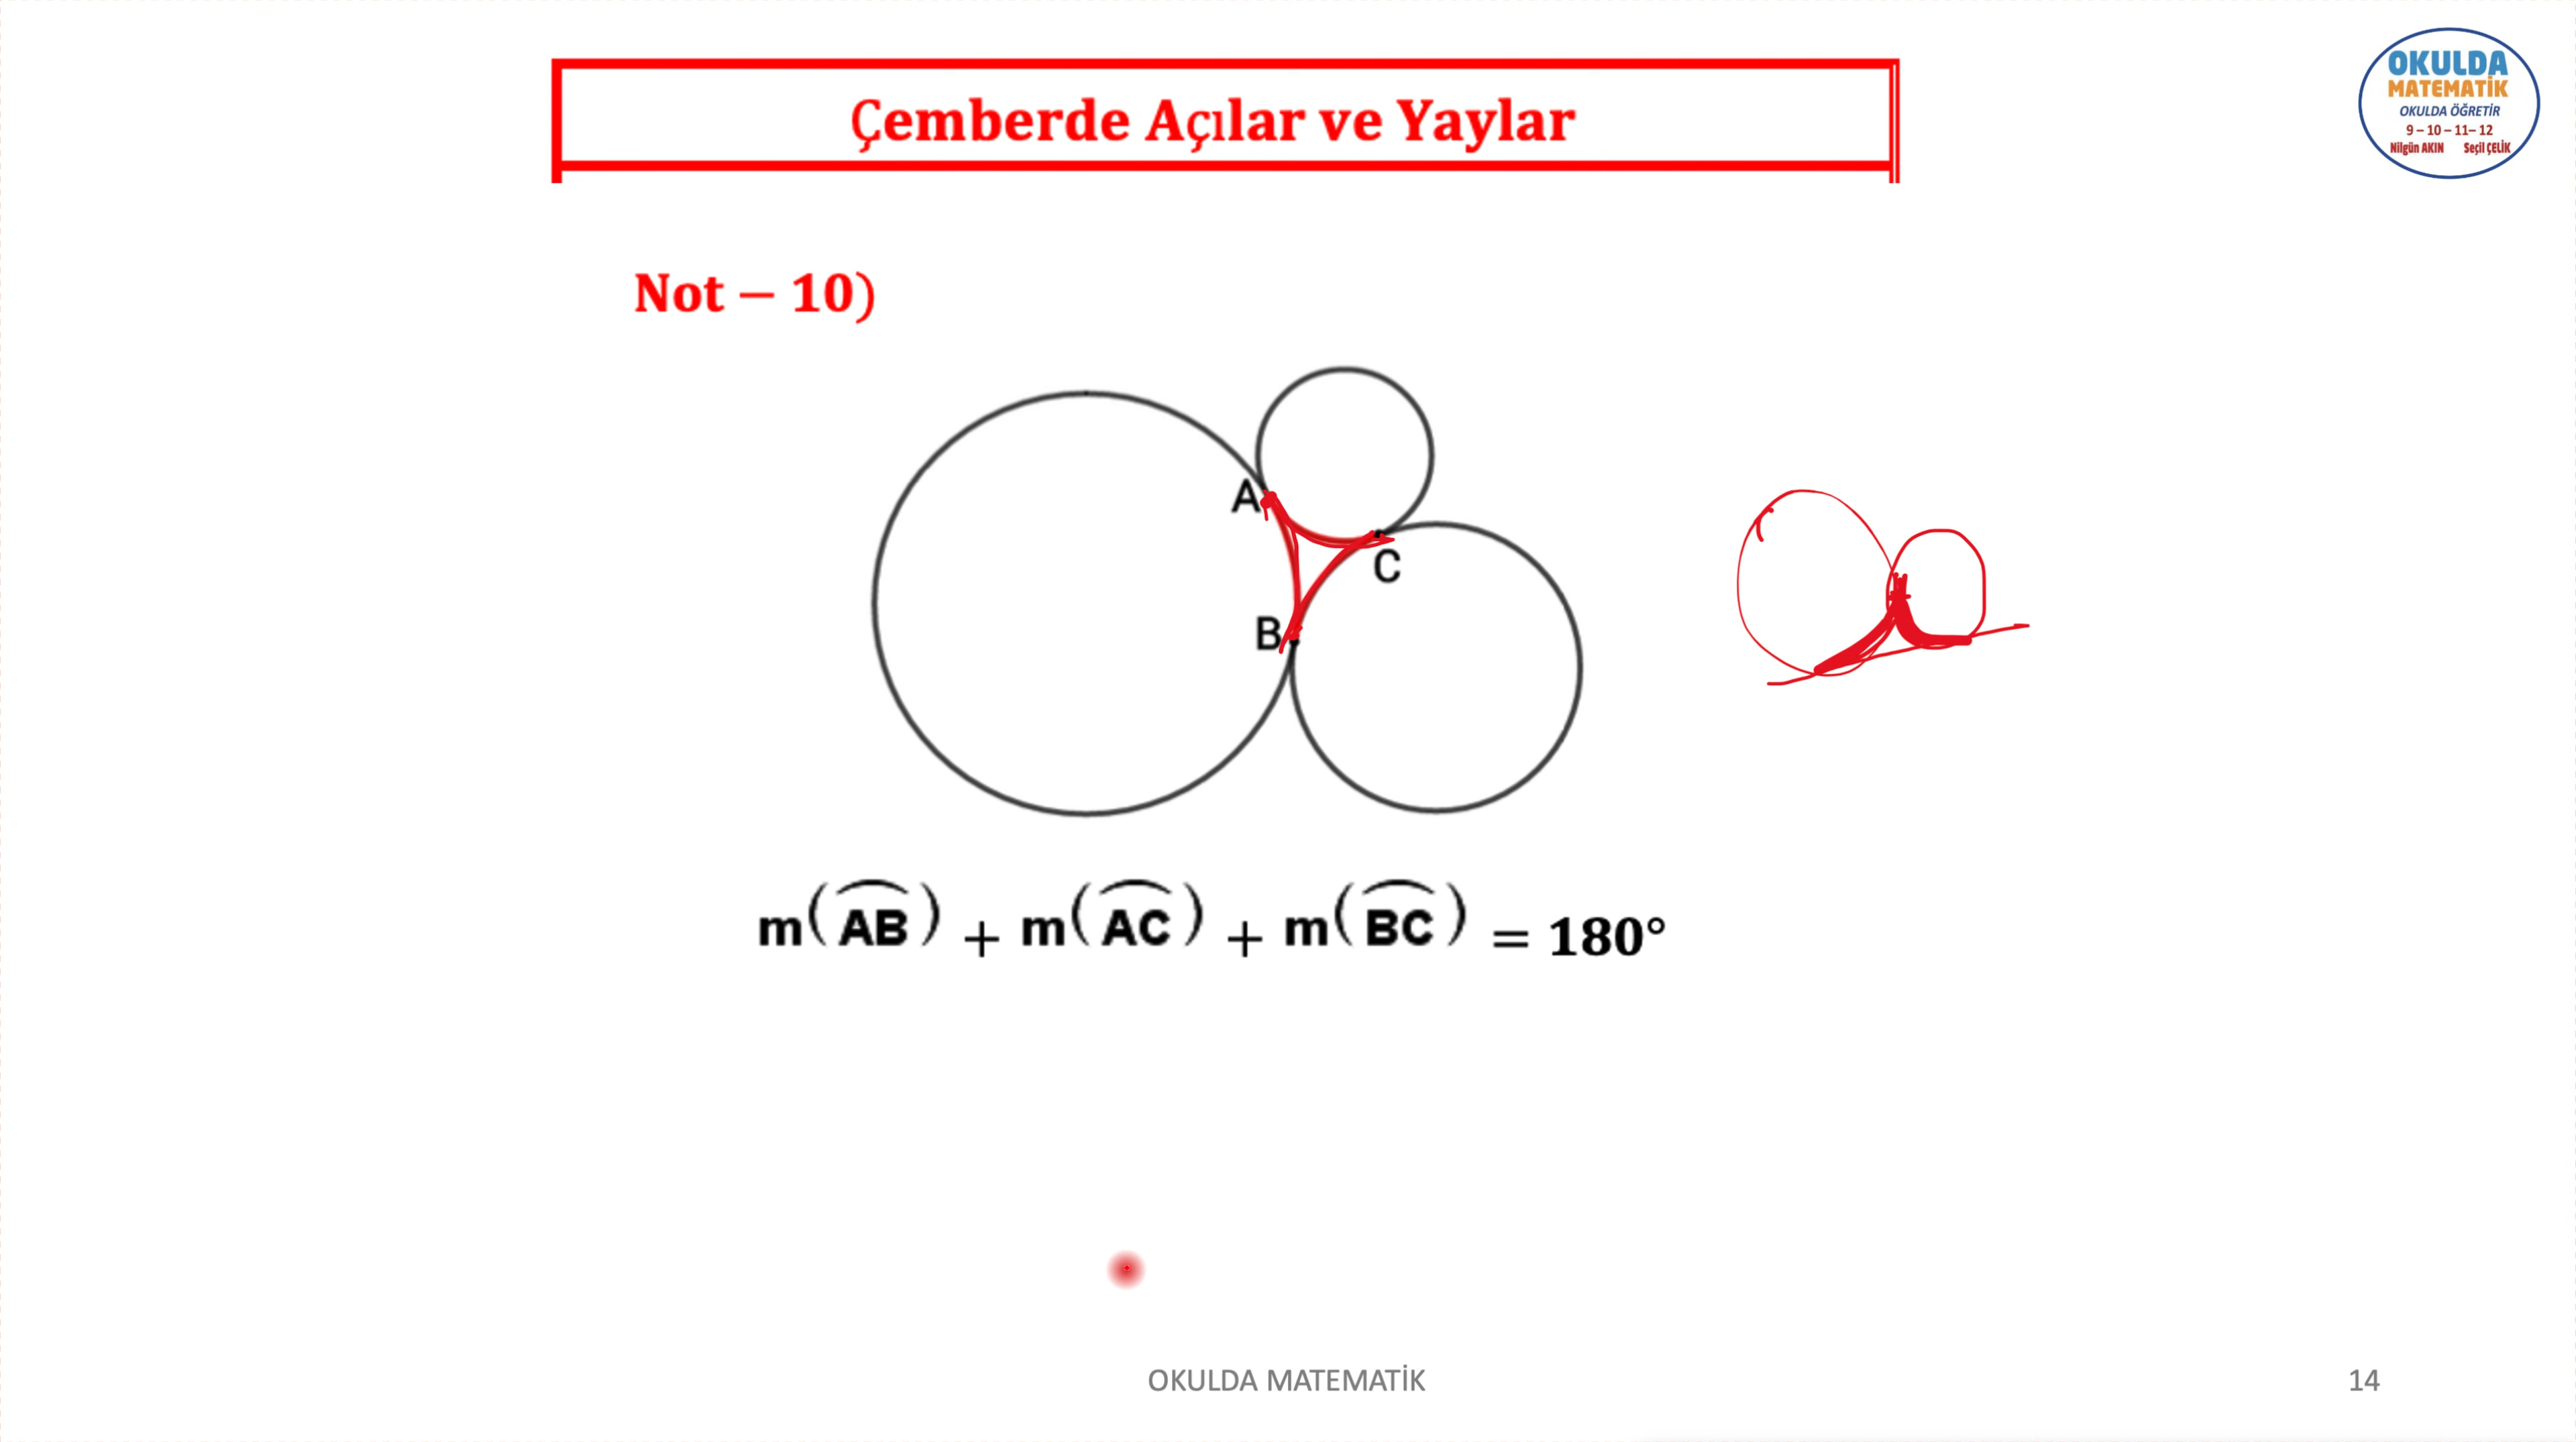 OKULDA
MATEMATİK
OKULDA ÖĞRETİR
9 – 10 – 11– 12
Nilgün AKIN Seçil ÇELİK
Çemberde Açılar ve Yaylar
Not – 10)
A
C
B
m(AB) + m(AC) + m(BC) = 180°
OKULDA MATEMATİK
14